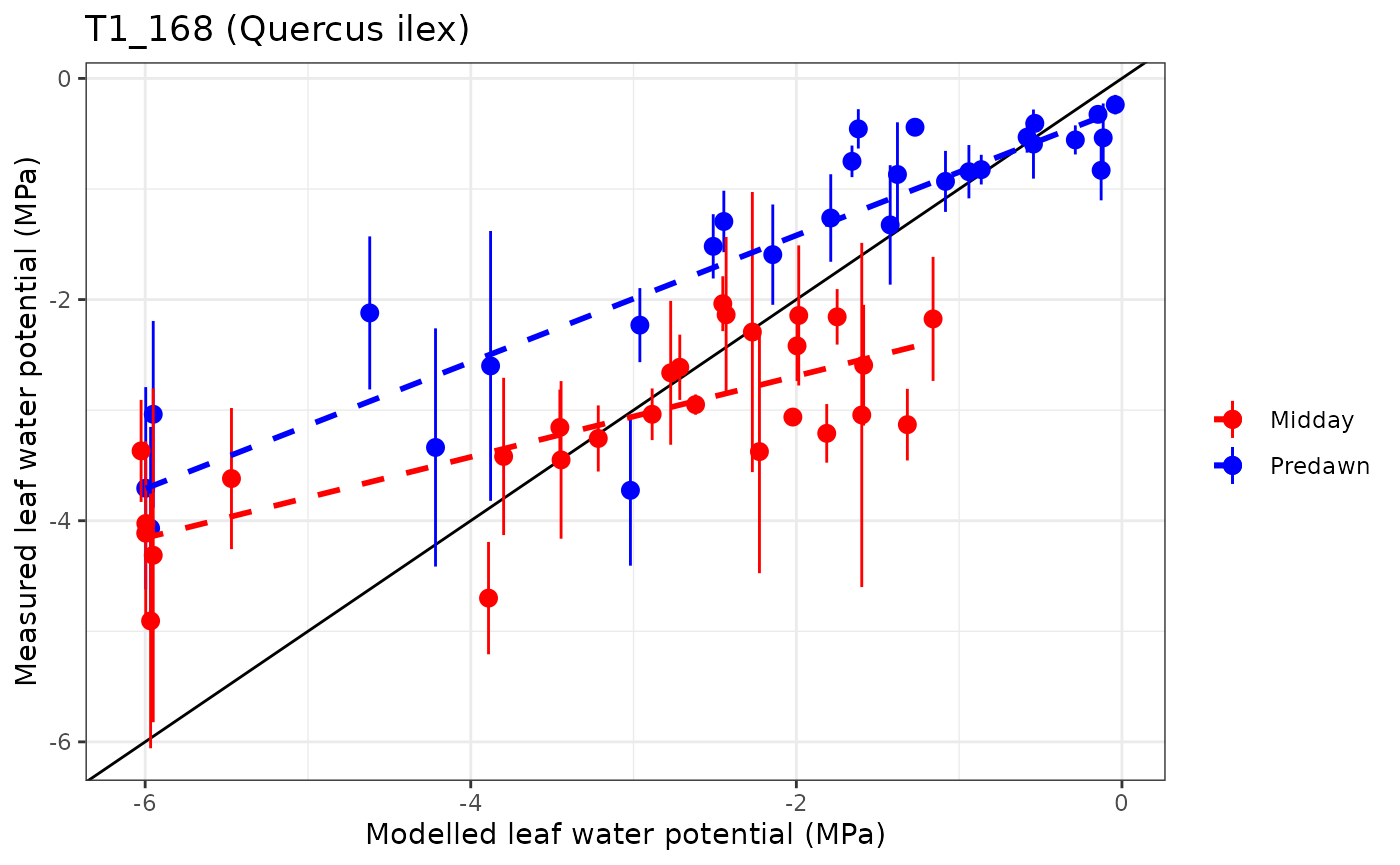 T1_168 (Quercus ilex)
Measured leaf water potential (MPa)
0
-2
-4
-6
-6
-4
-2
0
Modelled leaf water potential (MPa)
Midday
Predawn